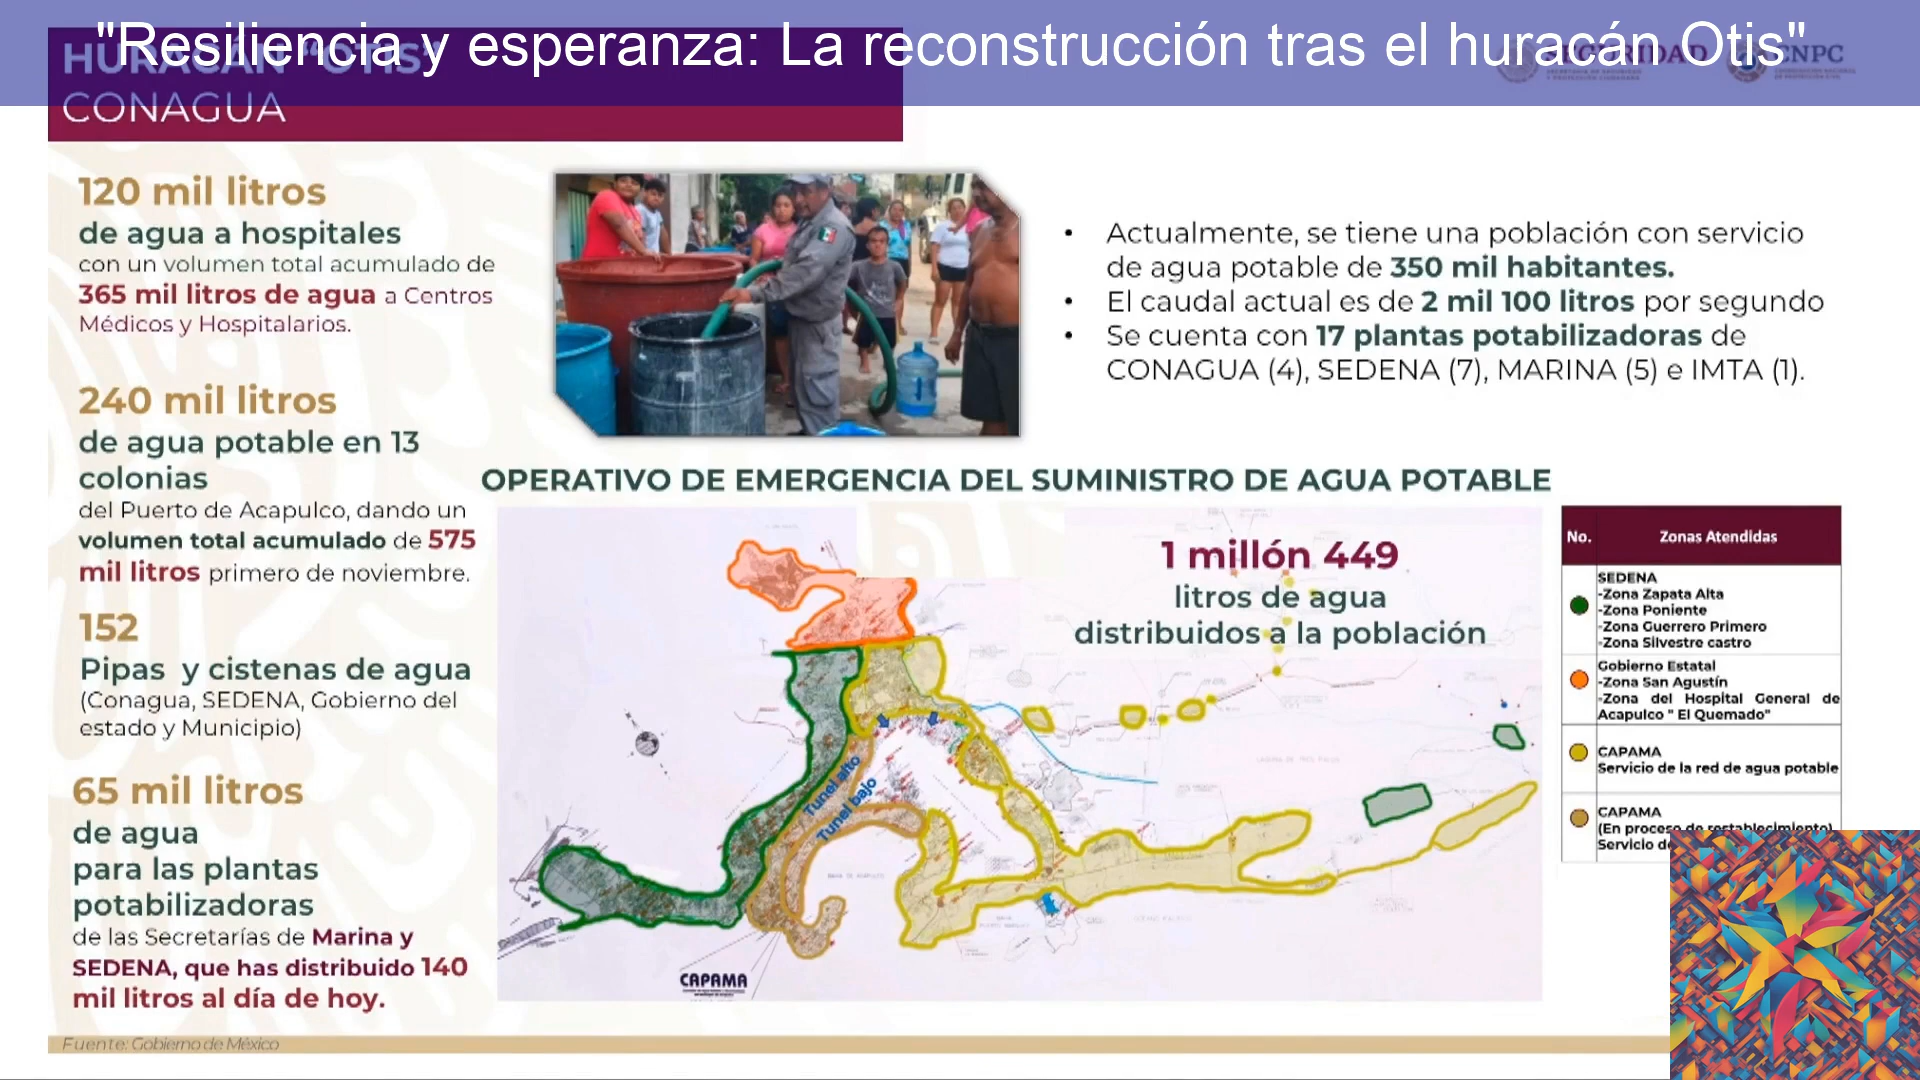 "Resiliencia y esperanza: La reconstrucción tras el huracán Otis"
HURACÁN "OTIS"
CONAGUA
SEGURIDAD
CNPC
120 mil litros
de agua a hospitales
con un volumen total acumulado de
365 mil litros de agua a Centros
Médicos y Hospitalarios.
240 mil litros
de agua potable en 13
colonias
del Puerto de Acapulco, dando un
volumen total acumulado de 575
mil litros primero de noviembre.
152
Pipas y cistenas de agua
(Conagua, SEDENA, Gobierno del
estado y Municipio)
65 mil litros
de agua
para las plantas
potabilizadoras
de las Secretarías de Marina y
SEDENA, que has distribuido 140
mil litros al día de hoy.
• Actualmente, se tiene una población con servicio
de agua potable de 350 mil habitantes.
• El caudal actual es de 2 mil 100 litros por segundo
• Se cuenta con 17 plantas potabilizadoras de
CONAGUA (4), SEDENA (7), MARINA (5) e IMTA (1).
OPERATIVO DE EMERGENCIA DEL SUMINISTRO DE AGUA POTABLE
1 millón 449
litros de agua
distribuidos a la población
Tunel alto
Tunel bajo
CAPAMA
No. Zonas Atendidas
SEDENA
-Zona Zapata Alta
-Zona Poniente
-Zona Guerrero Primero
-Zona Silvestre castro
Gobierno Estatal
-Zona San Agustín
-Zona del Hospital General de
Acapulco " El Quemado"
CAPAMA
Servicio de la red de agua potable
CAPAMA
(En proceso de restablecimiento)
Servicio
Fuente: Gobierno de México